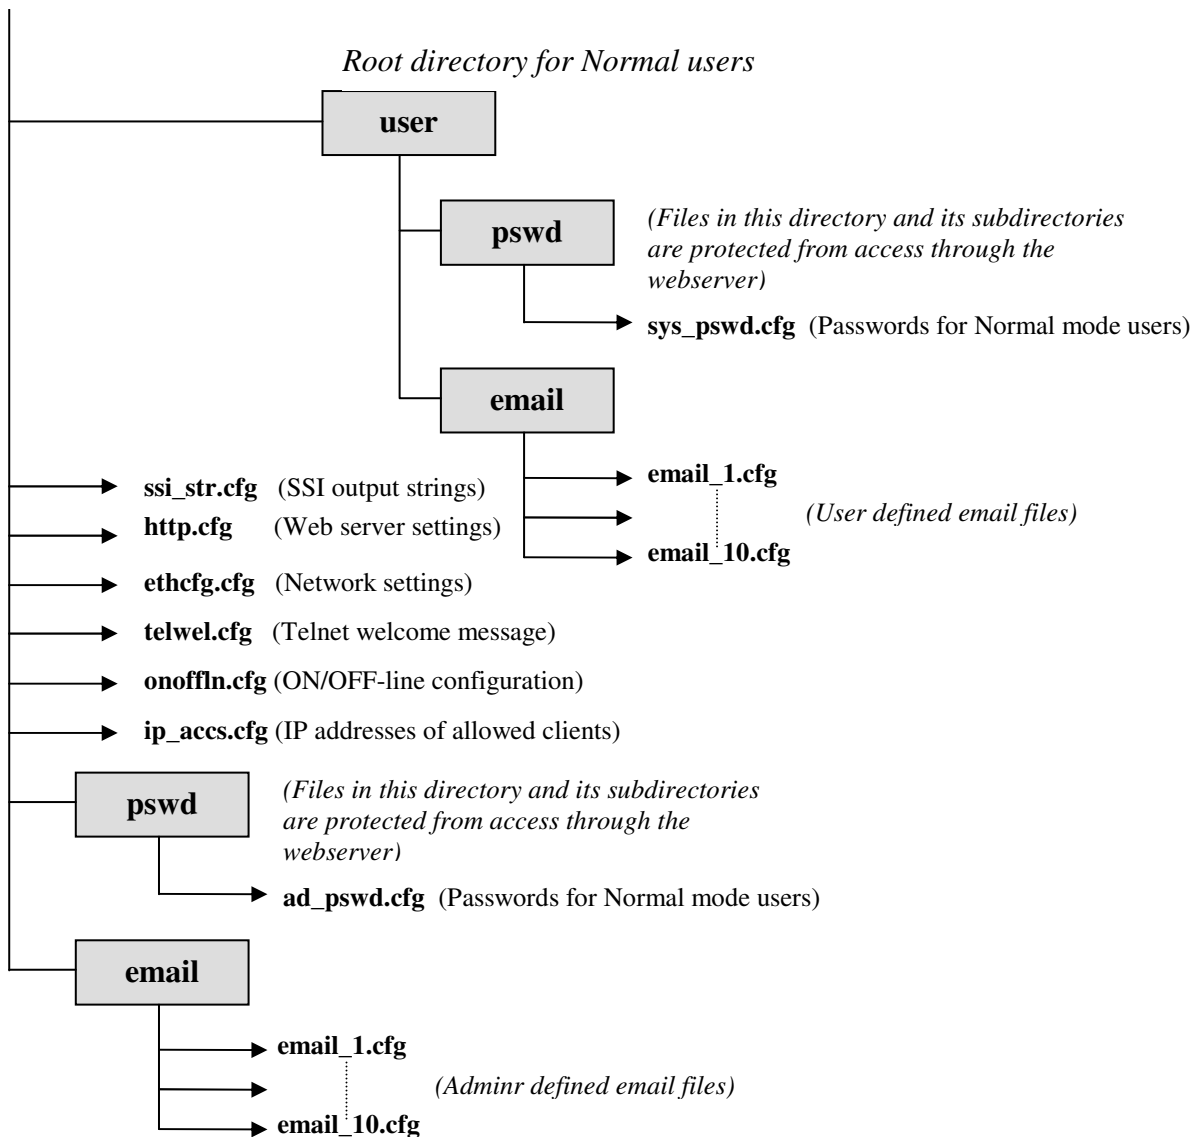 Root directory for Normal users
user
pswd
(Files in this directory and its subdirectories
are protected from access through the
webserver)
sys_pswd.cfg (Passwords for Normal mode users)
email
email_1.cfg
(User defined email files)
email_10.cfg
ssi_str.cfg (SSI output strings)
http.cfg (Web server settings)
ethcfg.cfg (Network settings)
telwel.cfg (Telnet welcome message)
onoffln.cfg (ON/OFF-line configuration)
ip_accs.cfg (IP addresses of allowed clients)
pswd
(Files in this directory and its subdirectories
are protected from access through the
webserver)
ad_pswd.cfg (Passwords for Normal mode users)
email
email_1.cfg
(Adminr defined email files)
email_10.cfg